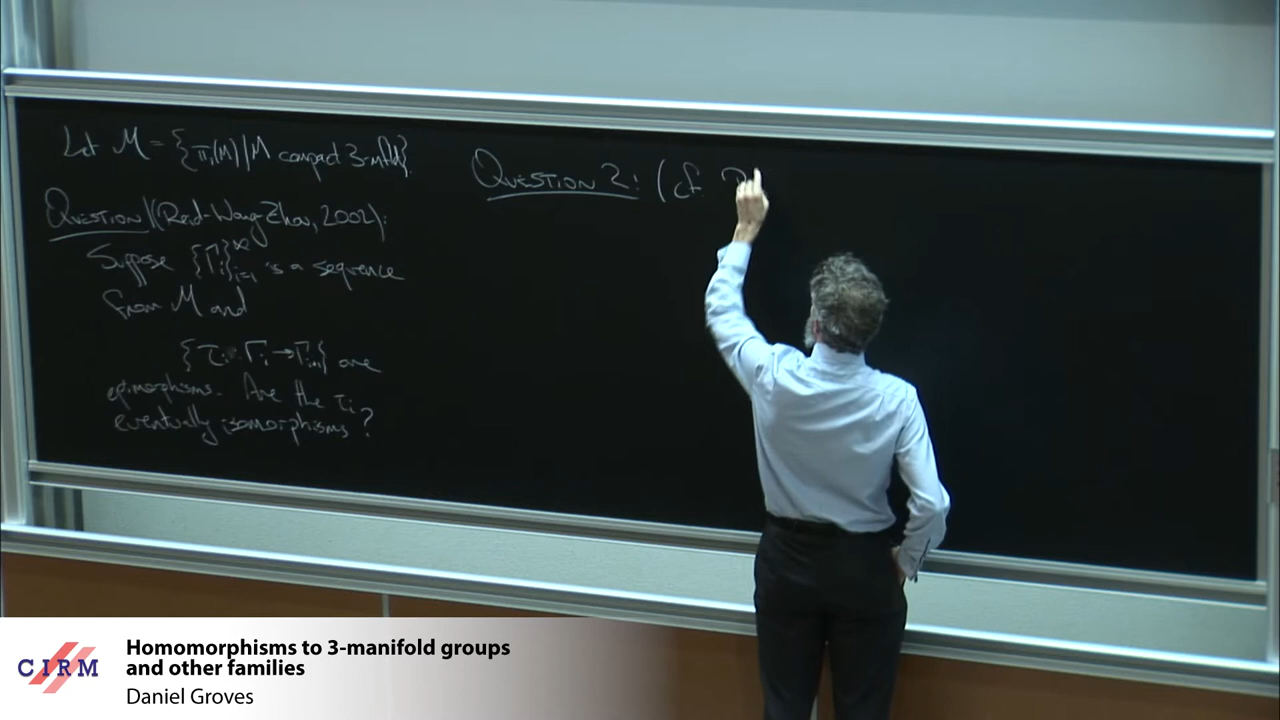 Let M = {π₁(M) | M compact 3-mfld}.
Question 1 (Reid-Wang-Zhou, 2002):
Suppose {Γᵢ}ᵢ₌₁^∞ is a sequence
from M and
{τᵢ: Γᵢ → Γᵢ₊₁} are
epimorphisms. Are the τᵢ
eventually isomorphisms?
Question 2: (cf.
CIRM
Homomorphisms to 3-manifold groups
and other families
Daniel Groves